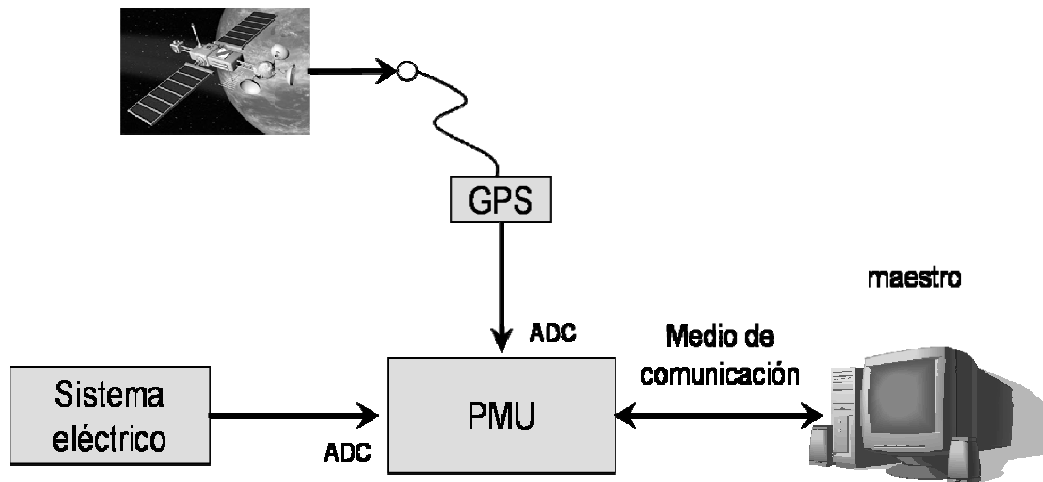 GPS
maestro
ADC
Medio de
comunicación
Sistema
eléctrico
PMU
ADC